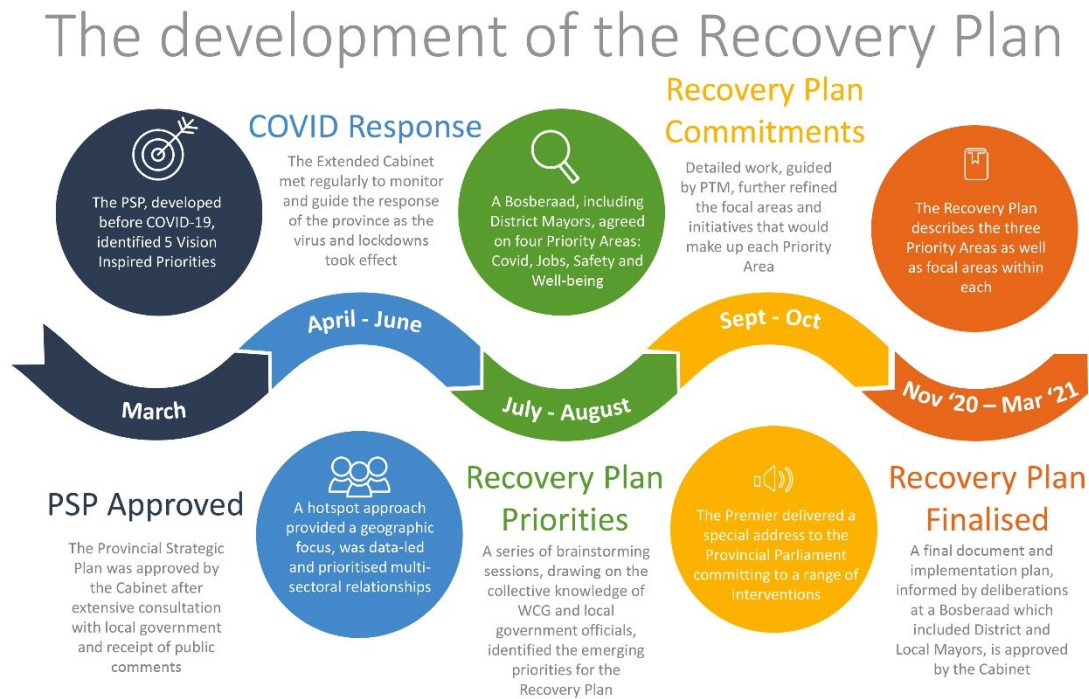 The development of the Recovery Plan
The PSP, developed
before COVID-19,
identified 5 Vision
Inspired Priorities
COVID Response
The Extended Cabinet
met regularly to monitor
and guide the response
of the province as the
virus and lockdowns
took effect
A Bosberaad, including
District Mayors, agreed
on four Priority Areas:
Covid, Jobs, Safety and
Well-being
Recovery Plan
Commitments
Detailed work, guided
by PTM, further refined
the focal areas and
initiatives that would
make up each Priority
Area
The Recovery Plan
describes the three
Priority Areas as well
as focal areas within
each
March
April - June
July - August
Sept - Oct
Nov '20 – Mar '21
PSP Approved
The Provincial Strategic
Plan was approved by
the Cabinet after
extensive consultation
with local government
and receipt of public
comments
A hotspot approach
provided a geographic
focus, was data-led
and prioritised multi-
sectoral relationships
Recovery Plan
Priorities
A series of brainstorming
sessions, drawing on the
collective knowledge of
WCG and local
government officials,
identified the emerging
priorities for the
Recovery Plan
The Premier delivered a
special address to the
Provincial Parliament
committing to a range of
interventions
Recovery Plan
Finalised
A final document and
implementation plan,
informed by deliberations
at a Bosberaad which
included District and
Local Mayors, is approved
by the Cabinet